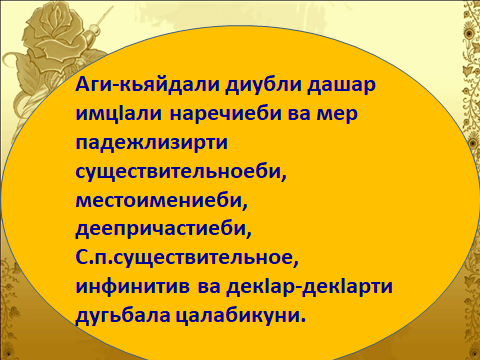 Аги-кьяйдали диубли дашар
имцIали наречиеби ва мер
падежлизирти
существительноеби,
местоимениеби,
деепричастиеби,
С.п.существительное,
инфинитив ва декIар-декIарти
дугьбала цалабикуни.